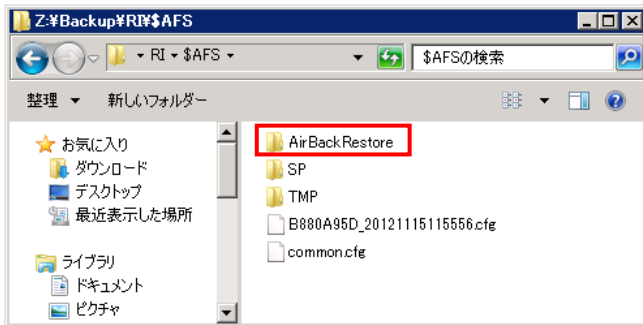 Z:¥Backup¥RI¥$AFS
RI $AFS
$AFSの検索
整理
新しいフォルダー
お気に入り
ダウンロード
デスクトップ
最近表示した場所
ライブラリ
ドキュメント
ピクチャ
AirBackRestore
SP
TMP
B880A95D_20121115115556.cfg
common.cfg